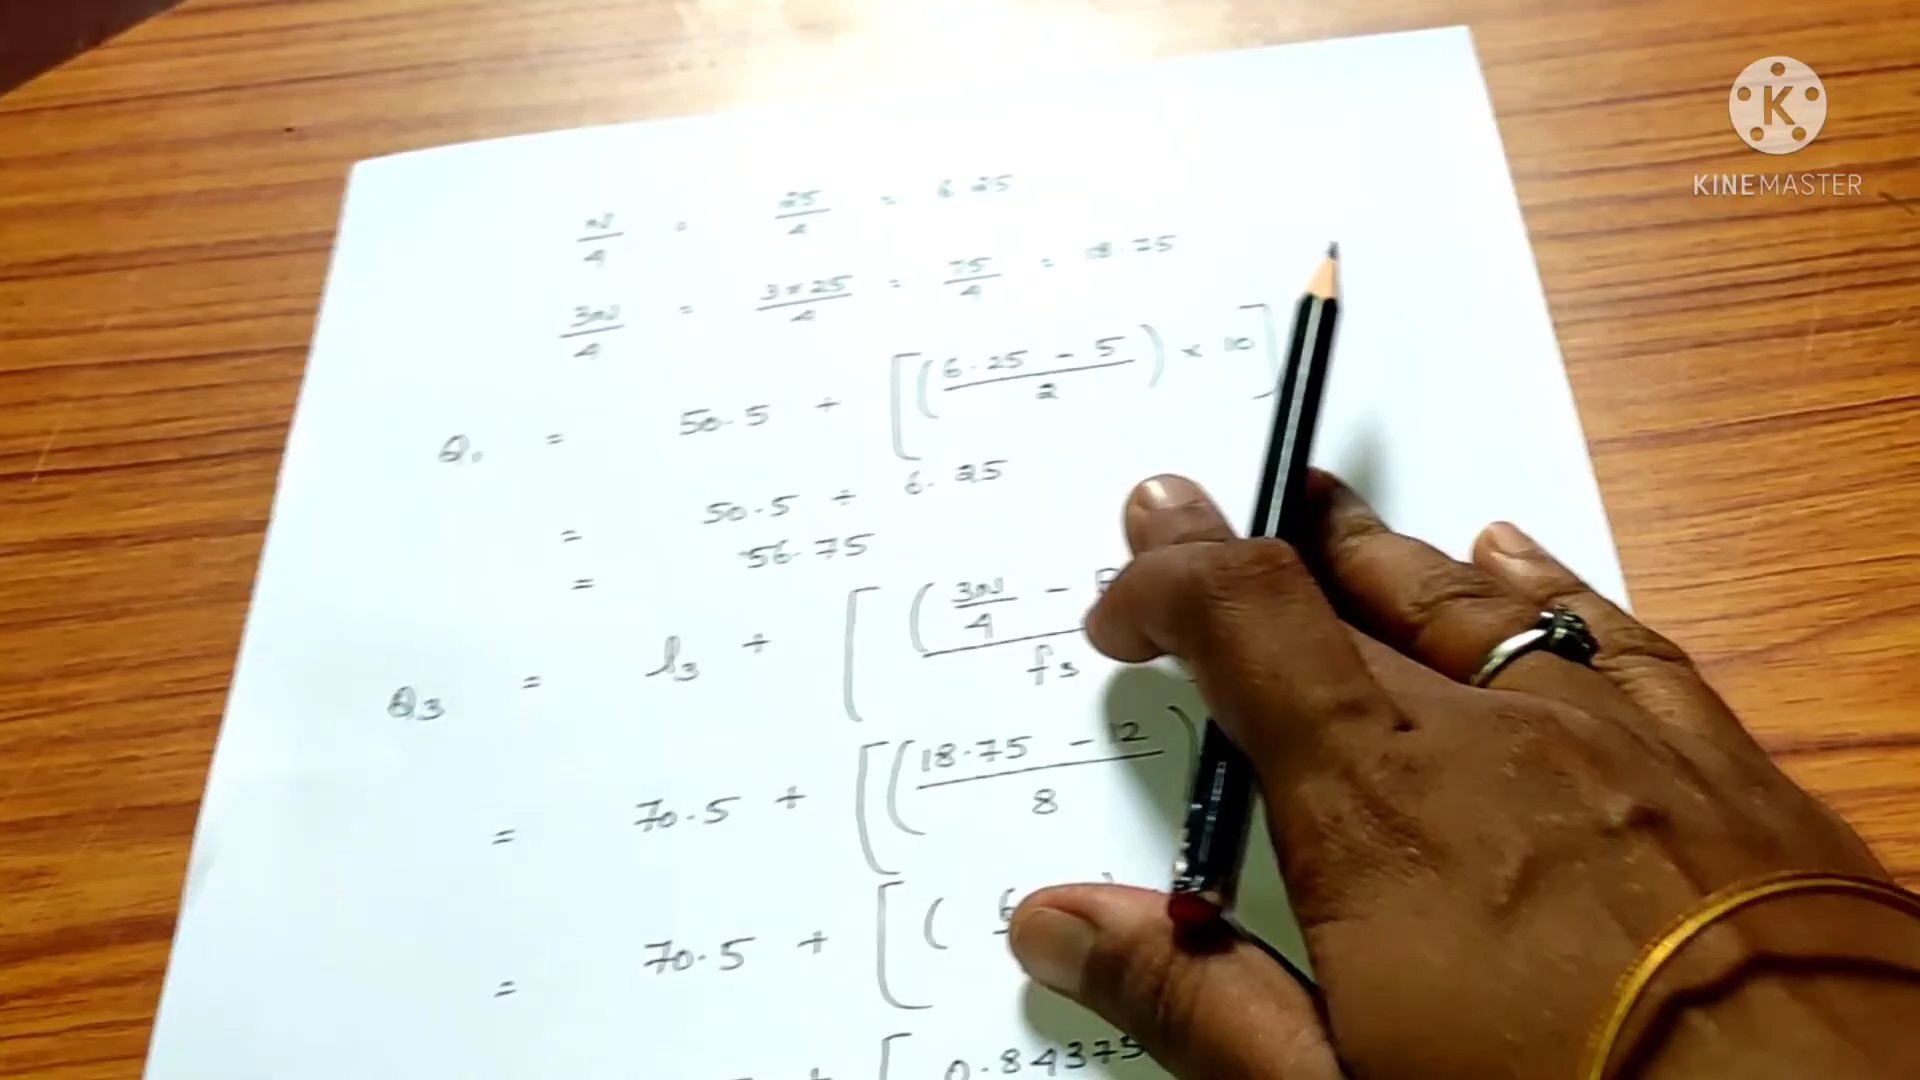 K
KINEMASTER
N/4 = 25/4 = 6.25
3N/4 = 3×25/4 = 75/4 = 18.75
Q1 = 50.5 + [(6.25 - 5/2) × 10]
= 50.5 + 6.25
= 56.75
Q3 = l3 + [(3N/4 - / f3
= 70.5 + [(18.75 - 12/8)
= 70.5 + [( 6
+ [ 0.84375